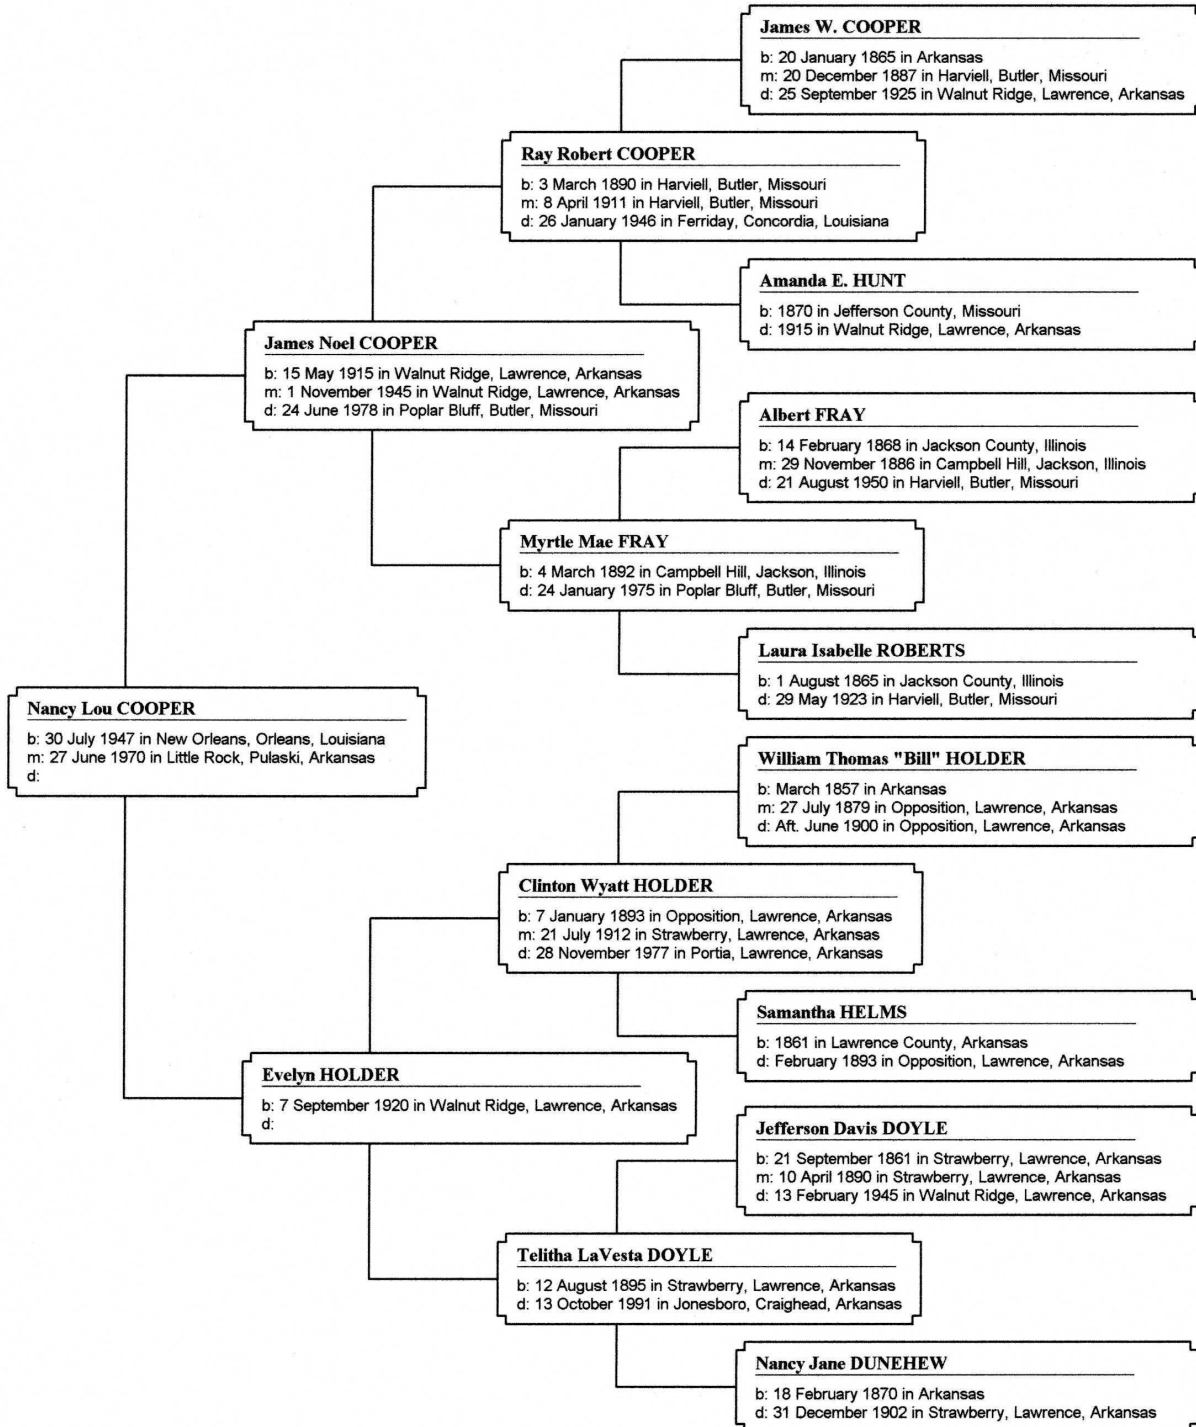 James W. COOPER
b: 20 January 1865 in Arkansas
m: 20 December 1887 in Harviell, Butler, Missouri
d: 25 September 1925 in Walnut Ridge, Lawrence, Arkansas
Ray Robert COOPER
b: 3 March 1890 in Harviell, Butler, Missouri
m: 8 April 1911 in Harviell, Butler, Missouri
d: 26 January 1946 in Ferriday, Concordia, Louisiana
Amanda E. HUNT
b: 1870 in Jefferson County, Missouri
d: 1915 in Walnut Ridge, Lawrence, Arkansas
James Noel COOPER
b: 15 May 1915 in Walnut Ridge, Lawrence, Arkansas
m: 1 November 1945 in Walnut Ridge, Lawrence, Arkansas
d: 24 June 1978 in Poplar Bluff, Butler, Missouri
Albert FRAY
b: 14 February 1868 in Jackson County, Illinois
m: 29 November 1886 in Campbell Hill, Jackson, Illinois
d: 21 August 1950 in Harviell, Butler, Missouri
Myrtle Mae FRAY
b: 4 March 1892 in Campbell Hill, Jackson, Illinois
d: 24 January 1975 in Poplar Bluff, Butler, Missouri
Laura Isabelle ROBERTS
b: 1 August 1865 in Jackson County, Illinois
d: 29 May 1923 in Harviell, Butler, Missouri
Nancy Lou COOPER
b: 30 July 1947 in New Orleans, Orleans, Louisiana
m: 27 June 1970 in Little Rock, Pulaski, Arkansas
d:
William Thomas "Bill" HOLDER
b: March 1857 in Arkansas
m: 27 July 1879 in Opposition, Lawrence, Arkansas
d: Aft. June 1900 in Opposition, Lawrence, Arkansas
Clinton Wyatt HOLDER
b: 7 January 1893 in Opposition, Lawrence, Arkansas
m: 21 July 1912 in Strawberry, Lawrence, Arkansas
d: 28 November 1977 in Portia, Lawrence, Arkansas
Samantha HELMS
b: 1861 in Lawrence County, Arkansas
d: February 1893 in Opposition, Lawrence, Arkansas
Evelyn HOLDER
b: 7 September 1920 in Walnut Ridge, Lawrence, Arkansas
d:
Jefferson Davis DOYLE
b: 21 September 1861 in Strawberry, Lawrence, Arkansas
m: 10 April 1890 in Strawberry, Lawrence, Arkansas
d: 13 February 1945 in Walnut Ridge, Lawrence, Arkansas
Telitha LaVesta DOYLE
b: 12 August 1895 in Strawberry, Lawrence, Arkansas
d: 13 October 1991 in Jonesboro, Craighead, Arkansas
Nancy Jane DUNEHEW
b: 18 February 1870 in Arkansas
d: 31 December 1902 in Strawberry, Lawrence, Arkansas